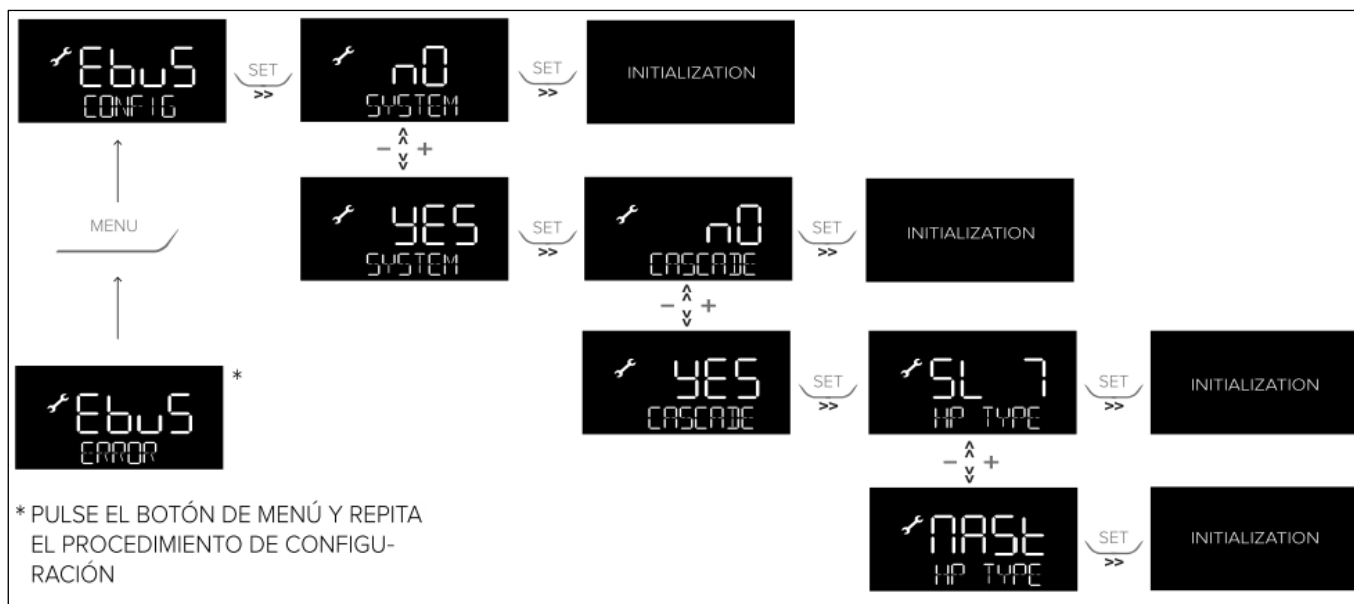 EbuS SET nO SET INITIALIZATION
>> >>
CONFIG SYSTEM
- +
MENU YES SET nO SET INITIALIZATION
>> >>
SYSTEM CASCADE
- +
EbuS * YES SET SL 7 SET INITIALIZATION
>> >>
ERROR CASCADE HP TYPE
- +
* PULSE EL BOTÓN DE MENÚ Y REPITA
EL PROCEDIMIENTO DE CONFIGU-
RACIÓN
MASt SET INITIALIZATION
>>
HP TYPE